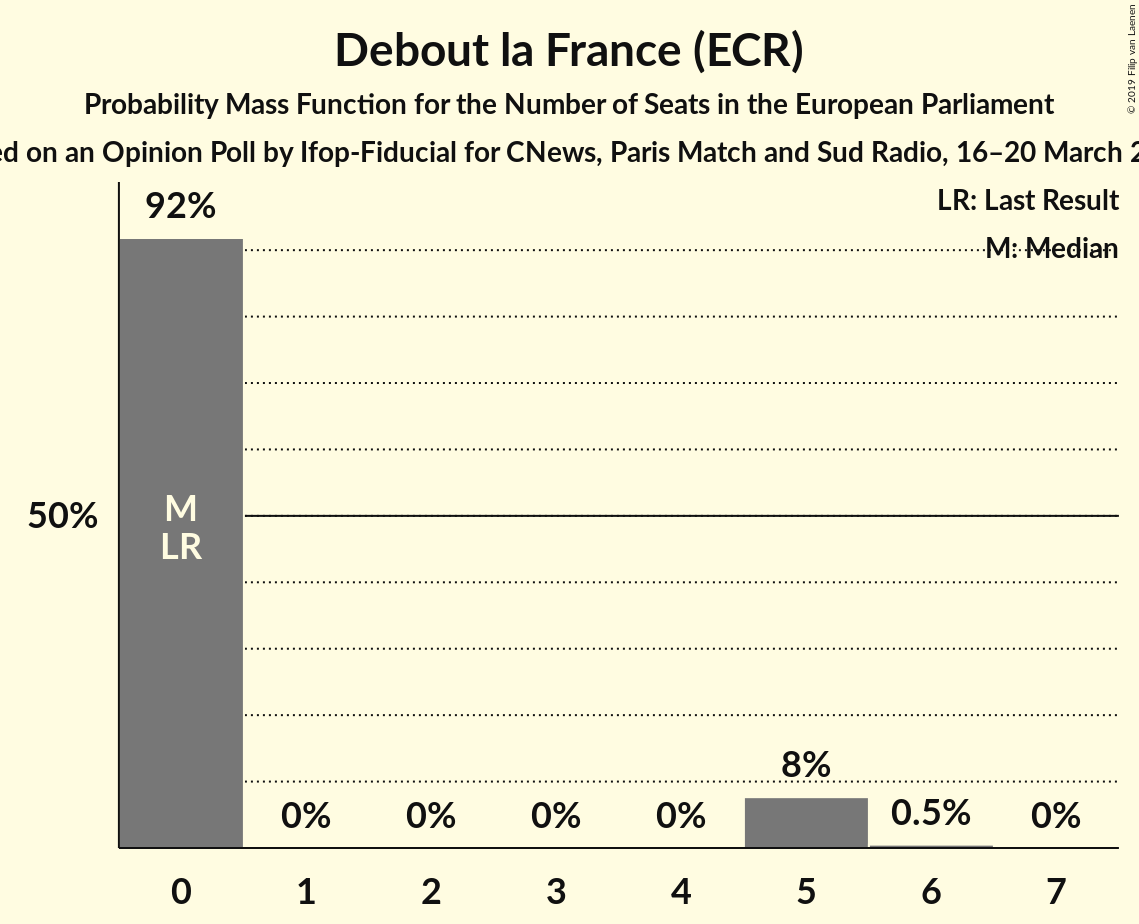 Debout la France (ECR)
Probability Mass Function for the Number of Seats in the European Parliament
on an Opinion Poll by Ifop-Fiducial for CNews, Paris Match and Sud Radio, 16–20 March
© 2019 Filip van Laenen
LR: Last Result
M: Median
92%
50%
M
LR
8%
0% 0% 0% 0% 0.5% 0%
0 1 2 3 4 5 6 7